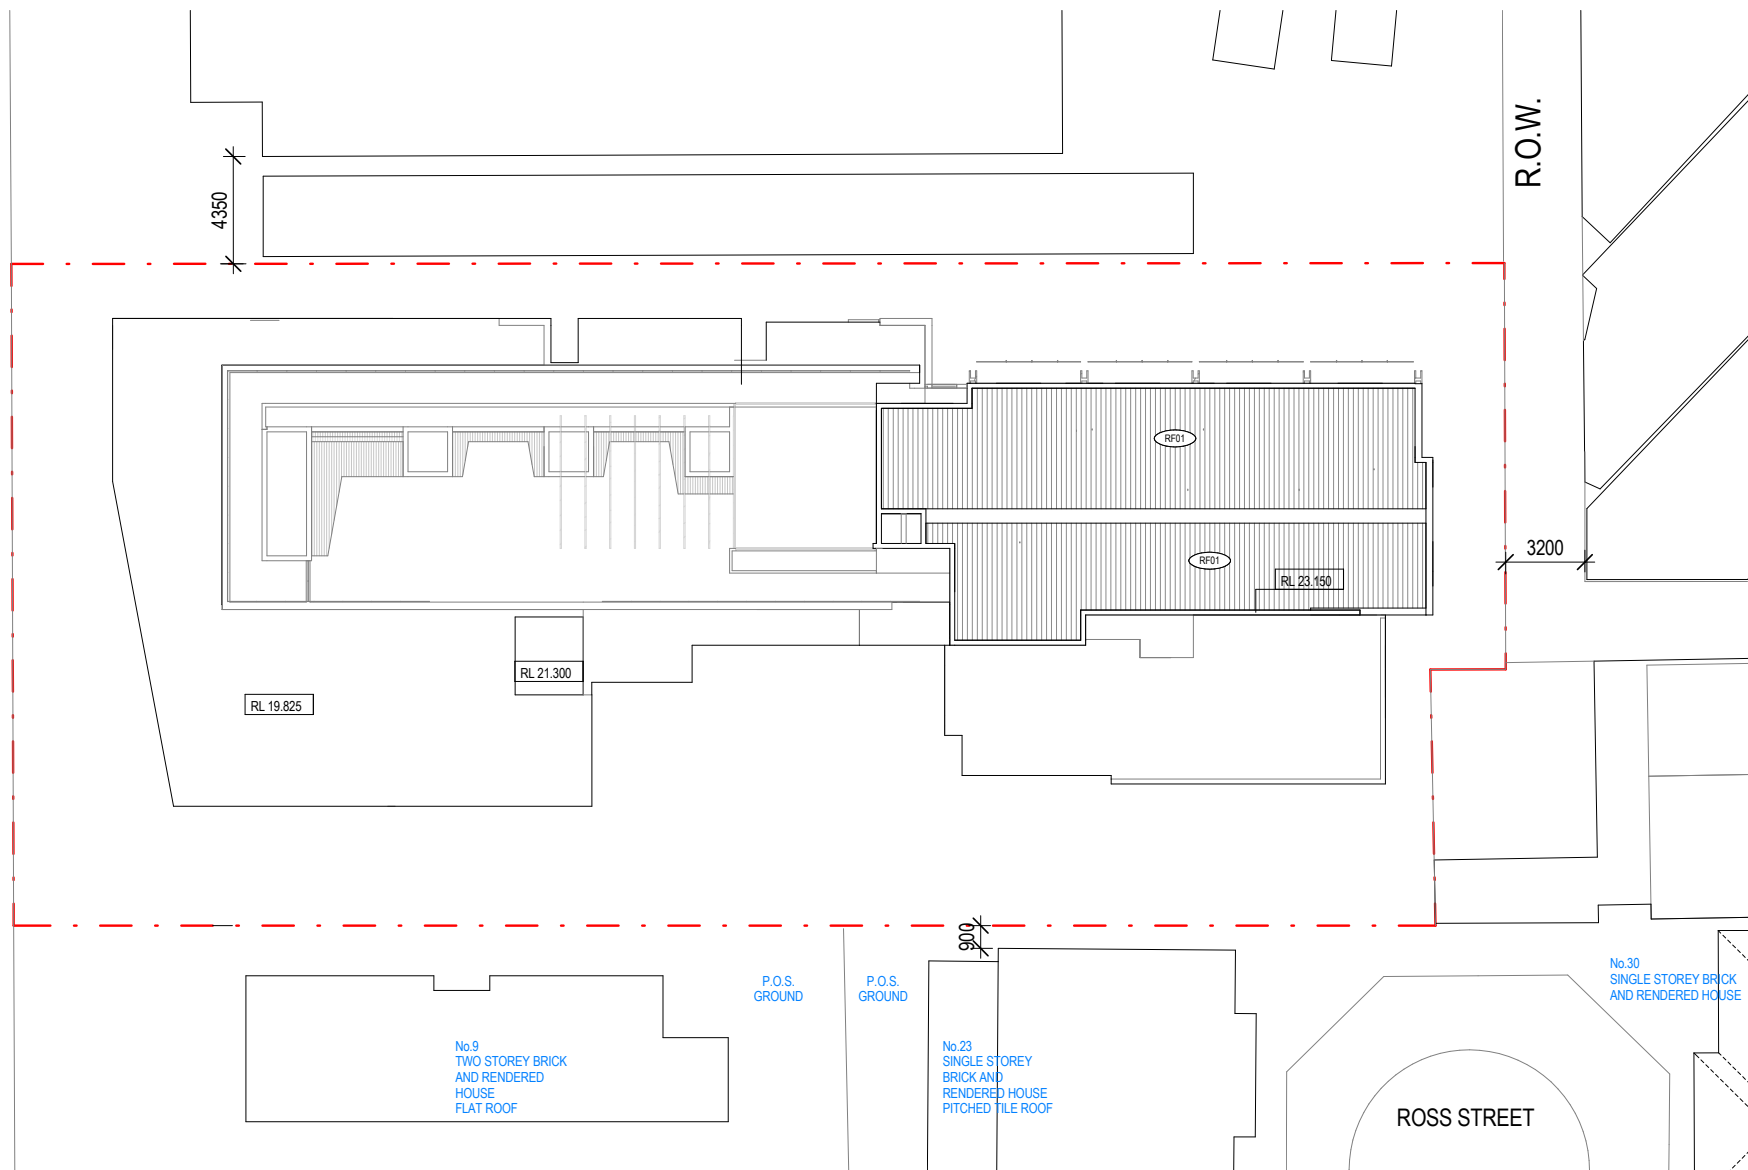 R.O.W.
4350
RF01
3200
RF01
RL 23.150
RL 21.300
RL 19.825
900
P.O.S.
GROUND
P.O.S.
GROUND
No.30
SINGLE STOREY BRICK
AND RENDERED HOUSE
No.9
TWO STOREY BRICK
AND RENDERED
HOUSE
FLAT ROOF
No.23
SINGLE STOREY
BRICK AND
RENDERED HOUSE
PITCHED TILE ROOF
ROSS STREET